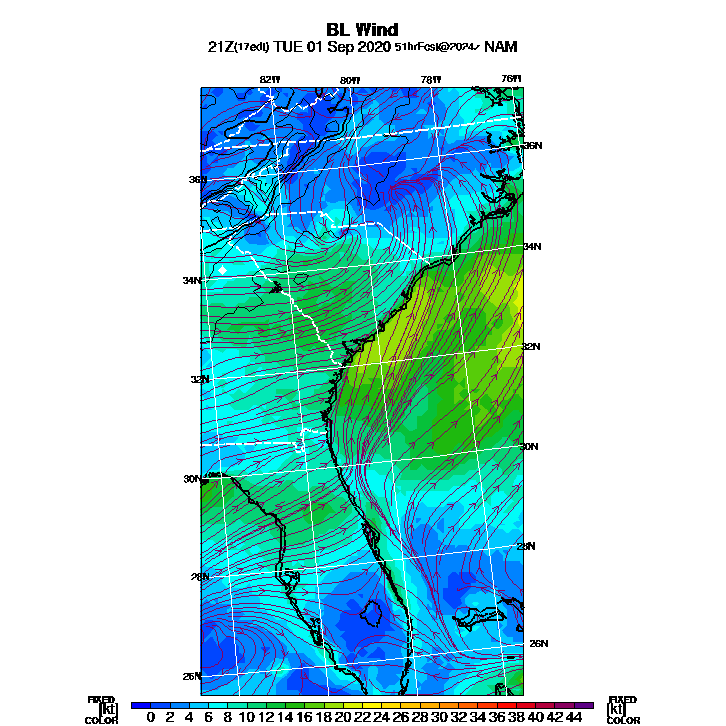 BL Wind
21Z(17edt) TUE 01 Sep 2020 51hrFcst@2024z NAM
82W 80W 78W 76W
36N
36N
34N
34N
32N
32N
30N
30N
28N
28N
26N
26N
FIXED FIXED
[kt] 0 2 4 6 8 10 12 14 16 18 20 22 24 26 28 30 32 34 36 38 40 42 44 [kt]
COLOR COLOR